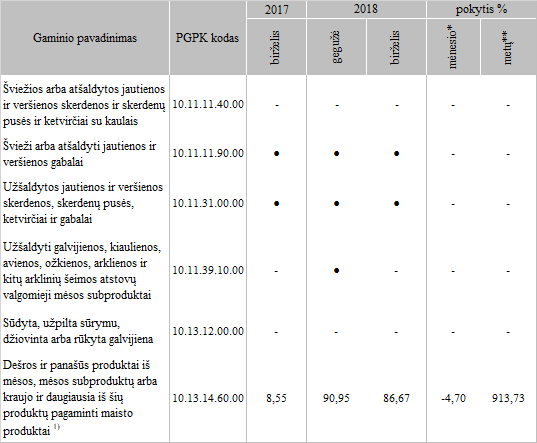 Gaminio pavadinimas PGPK kodas 2017 2018 pokytis %
birželis gegužė birželis mėnesio* metų**
Šviežios arba atšaldytos jautienos
ir veršienos skerdenos ir skerdenų
pusės ir ketvirčiai su kaulais
10.11.11.40.00 - - - - -
Švieži arba atšaldyti jautienos ir
veršienos gabalai
10.11.11.90.00 ● ● ● - -
Užšaldytos jautienos ir veršienos
skerdenos, skerdenų pusės,
ketvirčiai ir gabalai
10.11.31.00.00 ● ● ● - -
Užšaldyti galvijienos, kiaulienos,
avienos, ožkienos, arklienos ir
kitų arklinių šeimos atstovų
valgomieji mėsos subproduktai
10.11.39.10.00 - ● - - -
Sūdyta, užpilta sūrymu,
džiovinta arba rūkyta galvijiena
10.13.12.00.00 - - - - -
Dešros ir panašūs produktai iš
mėsos, mėsos subproduktų arba
kraujo ir daugiausia iš šių
produktų pagaminti maisto
produktai 1)
10.13.14.60.00 8,55 90,95 86,67 -4,70 913,73